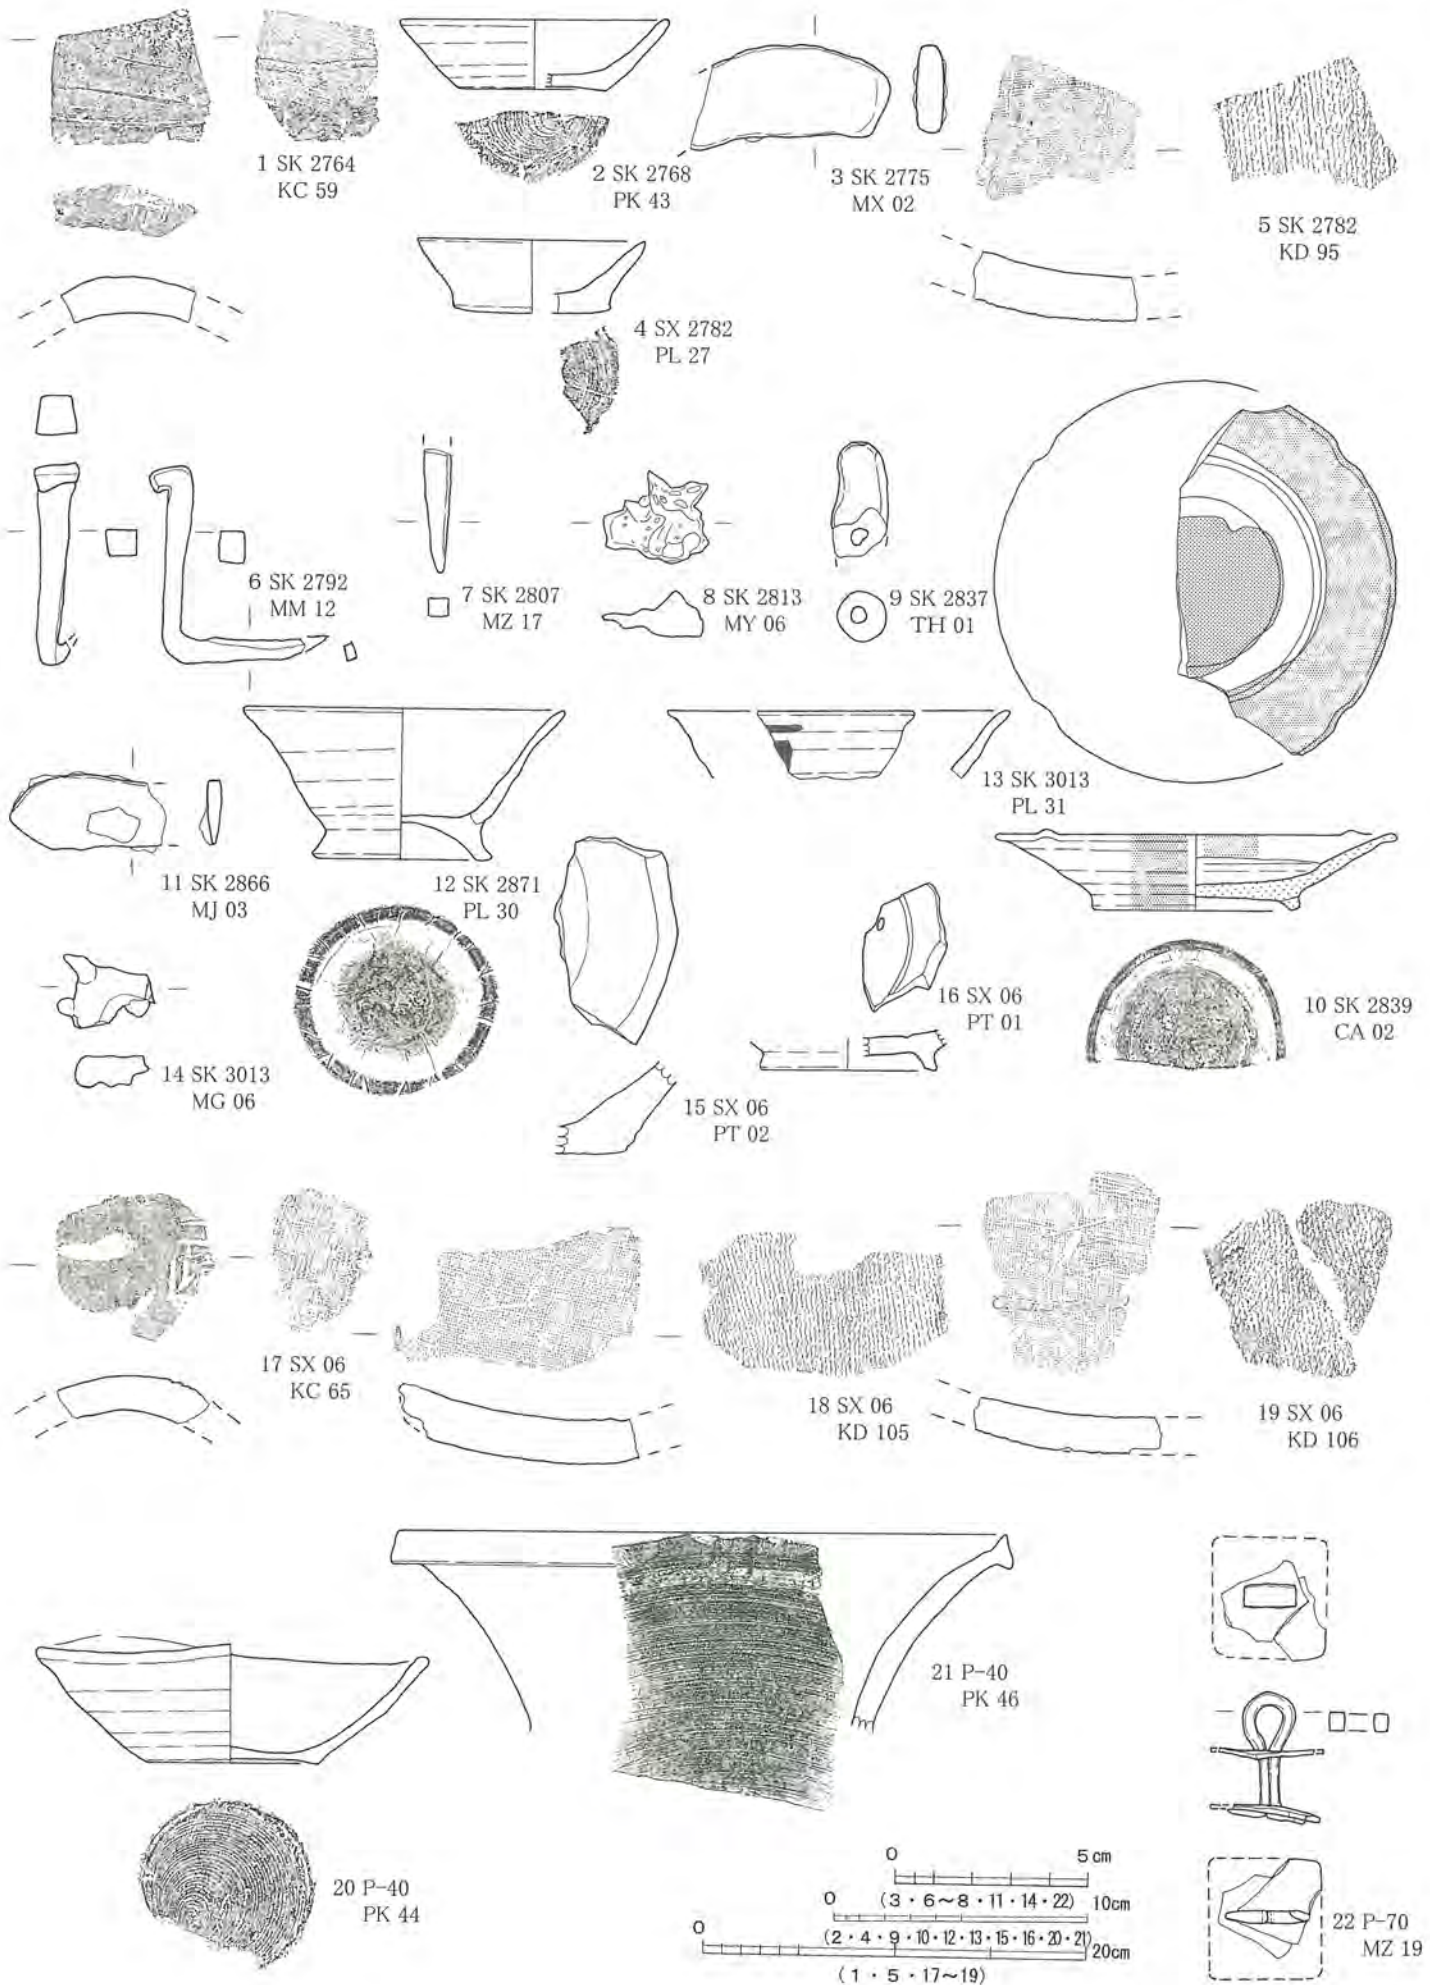 1 SK 2764
KC 59
2 SK 2768
PK 43
3 SK 2775
MX 02
4 SX 2782
PL 27
5 SK 2782
KD 95
6 SK 2792
MM 12
7 SK 2807
MZ 17
8 SK 2813
MY 06
9 SK 2837
TH 01
13 SK 3013
PL 31
11 SK 2866
MJ 03
12 SK 2871
PL 30
16 SX 06
PT 01
10 SK 2839
CA 02
14 SK 3013
MG 06
15 SX 06
PT 02
17 SX 06
KC 65
18 SX 06
KD 105
19 SX 06
KD 106
21 P-40
PK 46
20 P-40
PK 44
22 P-70
MZ 19
0 5 cm
(3・6～8・11・14・22)
0 10cm
(2・4・9・10・12・13・15・16・20・21)
0 20cm
(1・5・17～19)